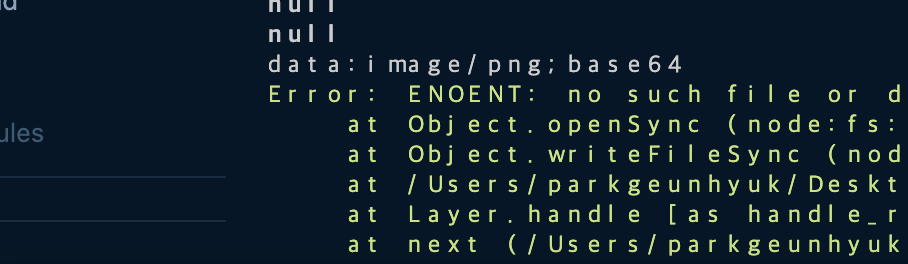 null
null
data:image/png;base64
Error: ENOENT: no such file or d
at Object.openSync (node:fs:
ules
at Object.writeFileSync (nod
at /Users/parkgeunhyuk/Deskt
at Layer.handle [as handle_r
at next (/Users/parkgeunhyuk